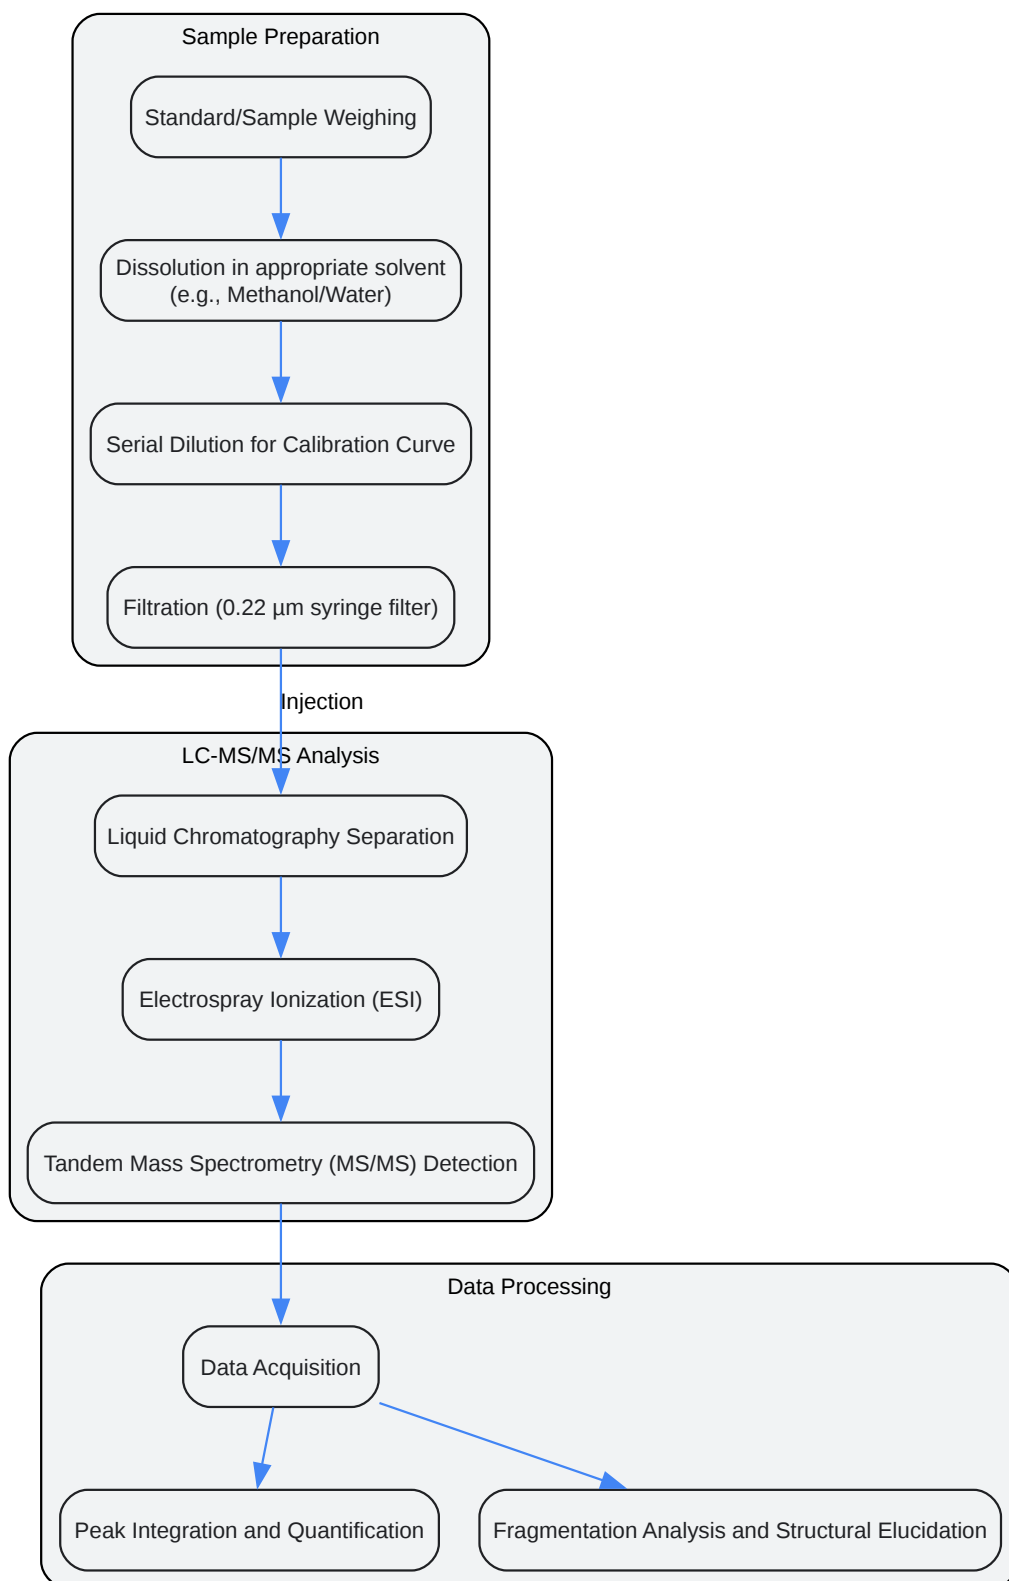 Sample Preparation
Standard/Sample Weighing
Dissolution in appropriate solvent
(e.g., Methanol/Water)
Serial Dilution for Calibration Curve
Filtration (0.22 µm syringe filter)
Injection
LC-MS/MS Analysis
Liquid Chromatography Separation
Electrospray Ionization (ESI)
Tandem Mass Spectrometry (MS/MS) Detection
Data Processing
Data Acquisition
Peak Integration and Quantification
Fragmentation Analysis and Structural Elucidation